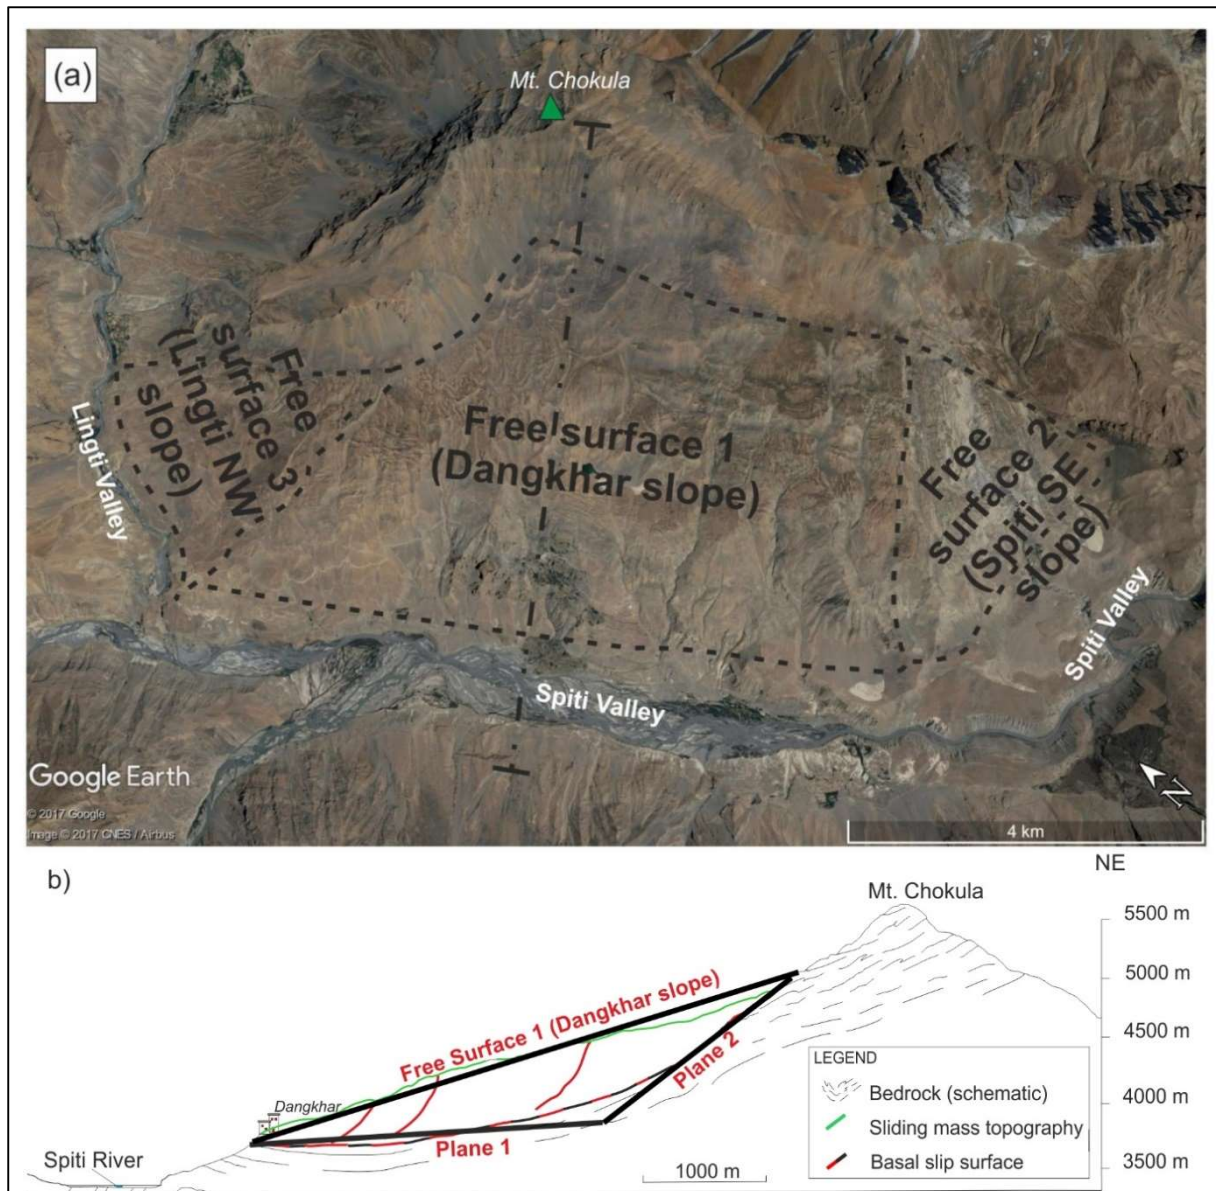 (a)
Mt. Chokula
Free
surface 3
(Lingti NW
slope)
Lingti Valley
Free surface 1
(Dangkhar slope)
Free
surface 2
(Spiti SE
slope)
Spiti Valley
Spiti Valley
Google Earth
© 2017 Google
Image © 2017 CNES / Airbus
N
4 km
b)
NE
Mt. Chokula
5500 m
5000 m
4500 m
4000 m
3500 m
Free Surface 1 (Dangkhar slope)
Plane 2
Dangkhar
Plane 1
Spiti River
1000 m
LEGEND
Bedrock (schematic)
Sliding mass topography
Basal slip surface